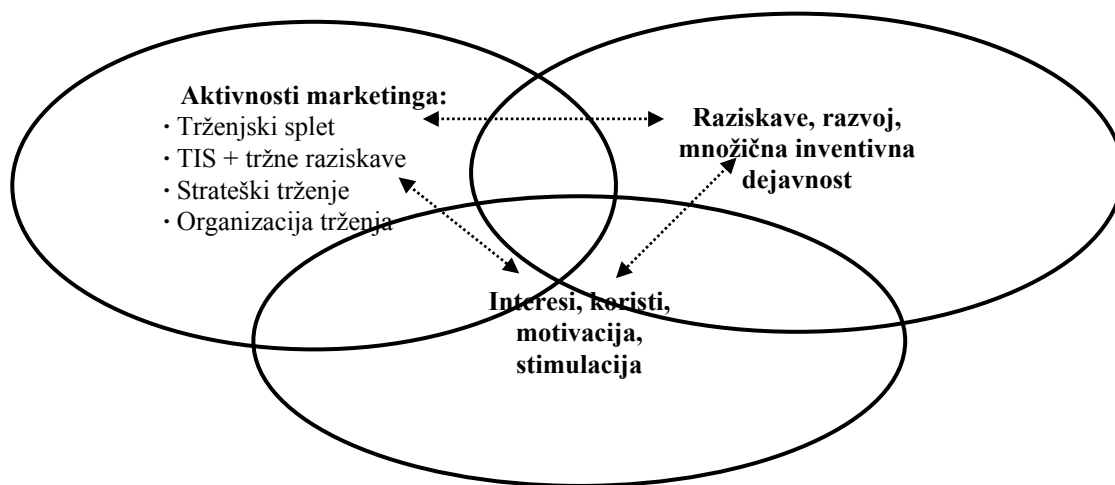 Aktivnosti marketinga:
· Trženjski splet
· TIS + tržne raziskave
· Strateški trženje
· Organizacija trženja
Raziskave, razvoj,
množična inventivna
dejavnost
Interesi, koristi,
motivacija,
stimulacija